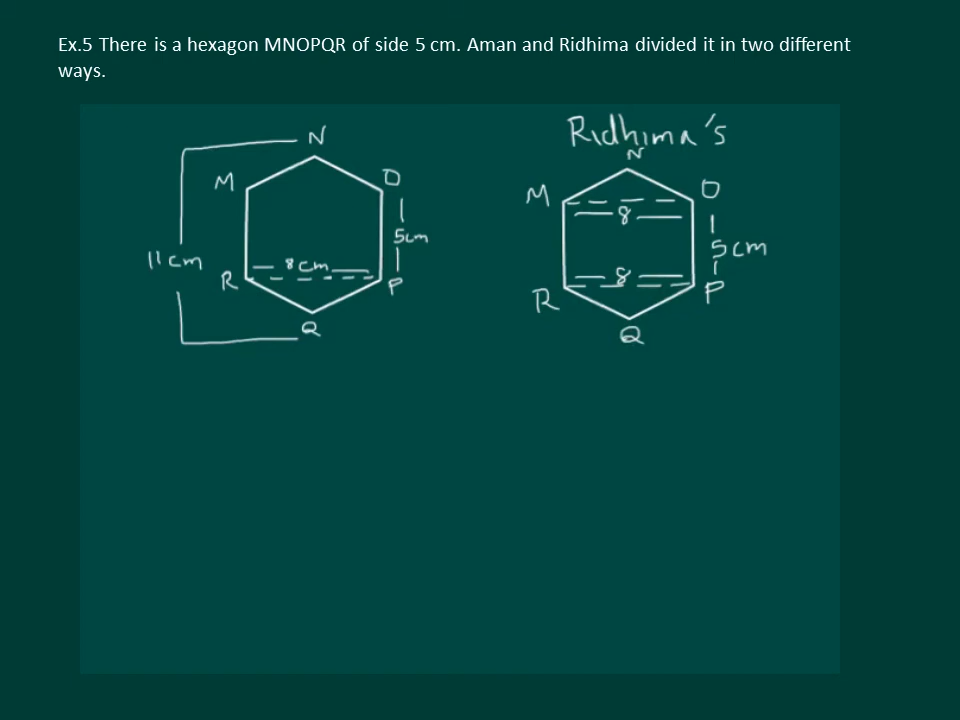 Ex.5 There is a hexagon MNOPQR of side 5 cm. Aman and Ridhima divided it in two different
ways.
Ridhima's
N
N
M
O
M
O
8
5cm
5cm
11cm
8cm
8
R
P
R
P
Q
Q